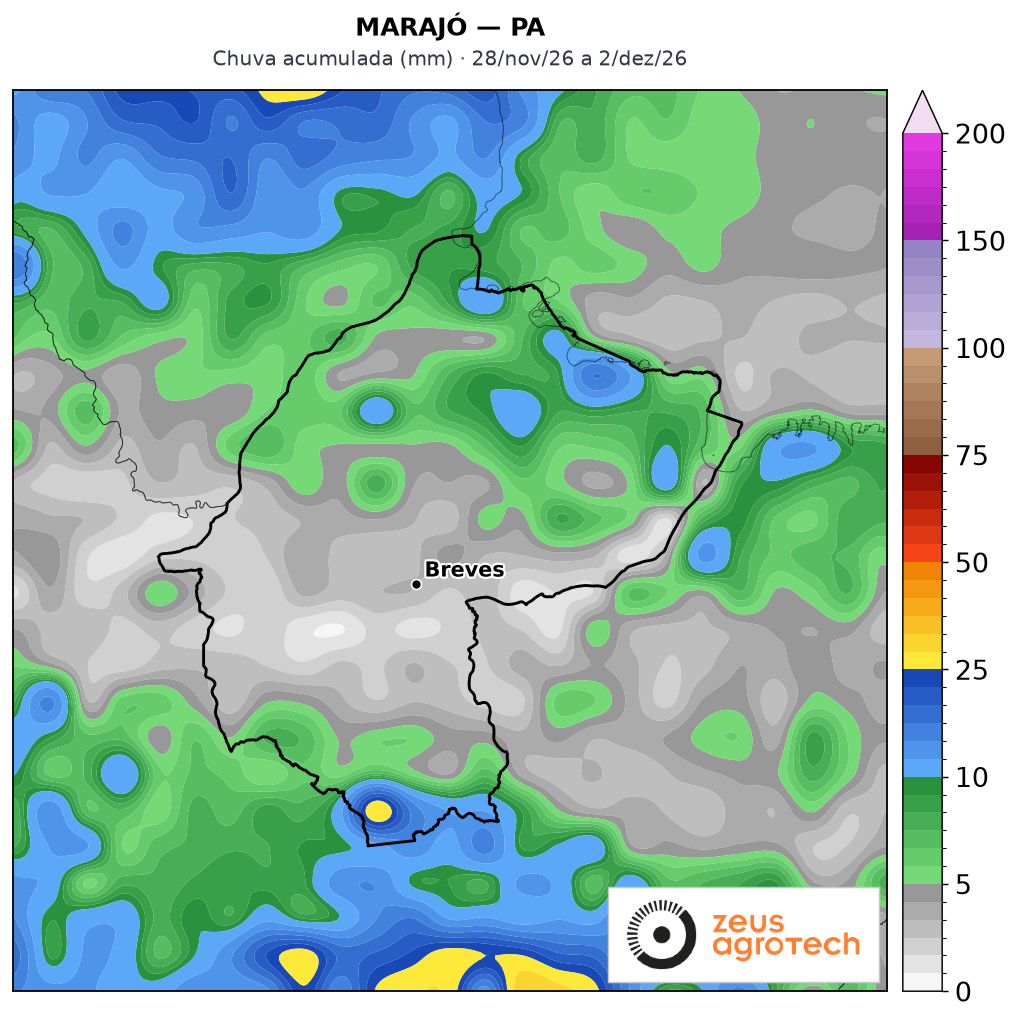 MARAJÓ — PA
Chuva acumulada (mm) · 28/nov/26 a 2/dez/26
200
150
100
75
50
25
10
5
0
Breves
zeus
agrotech